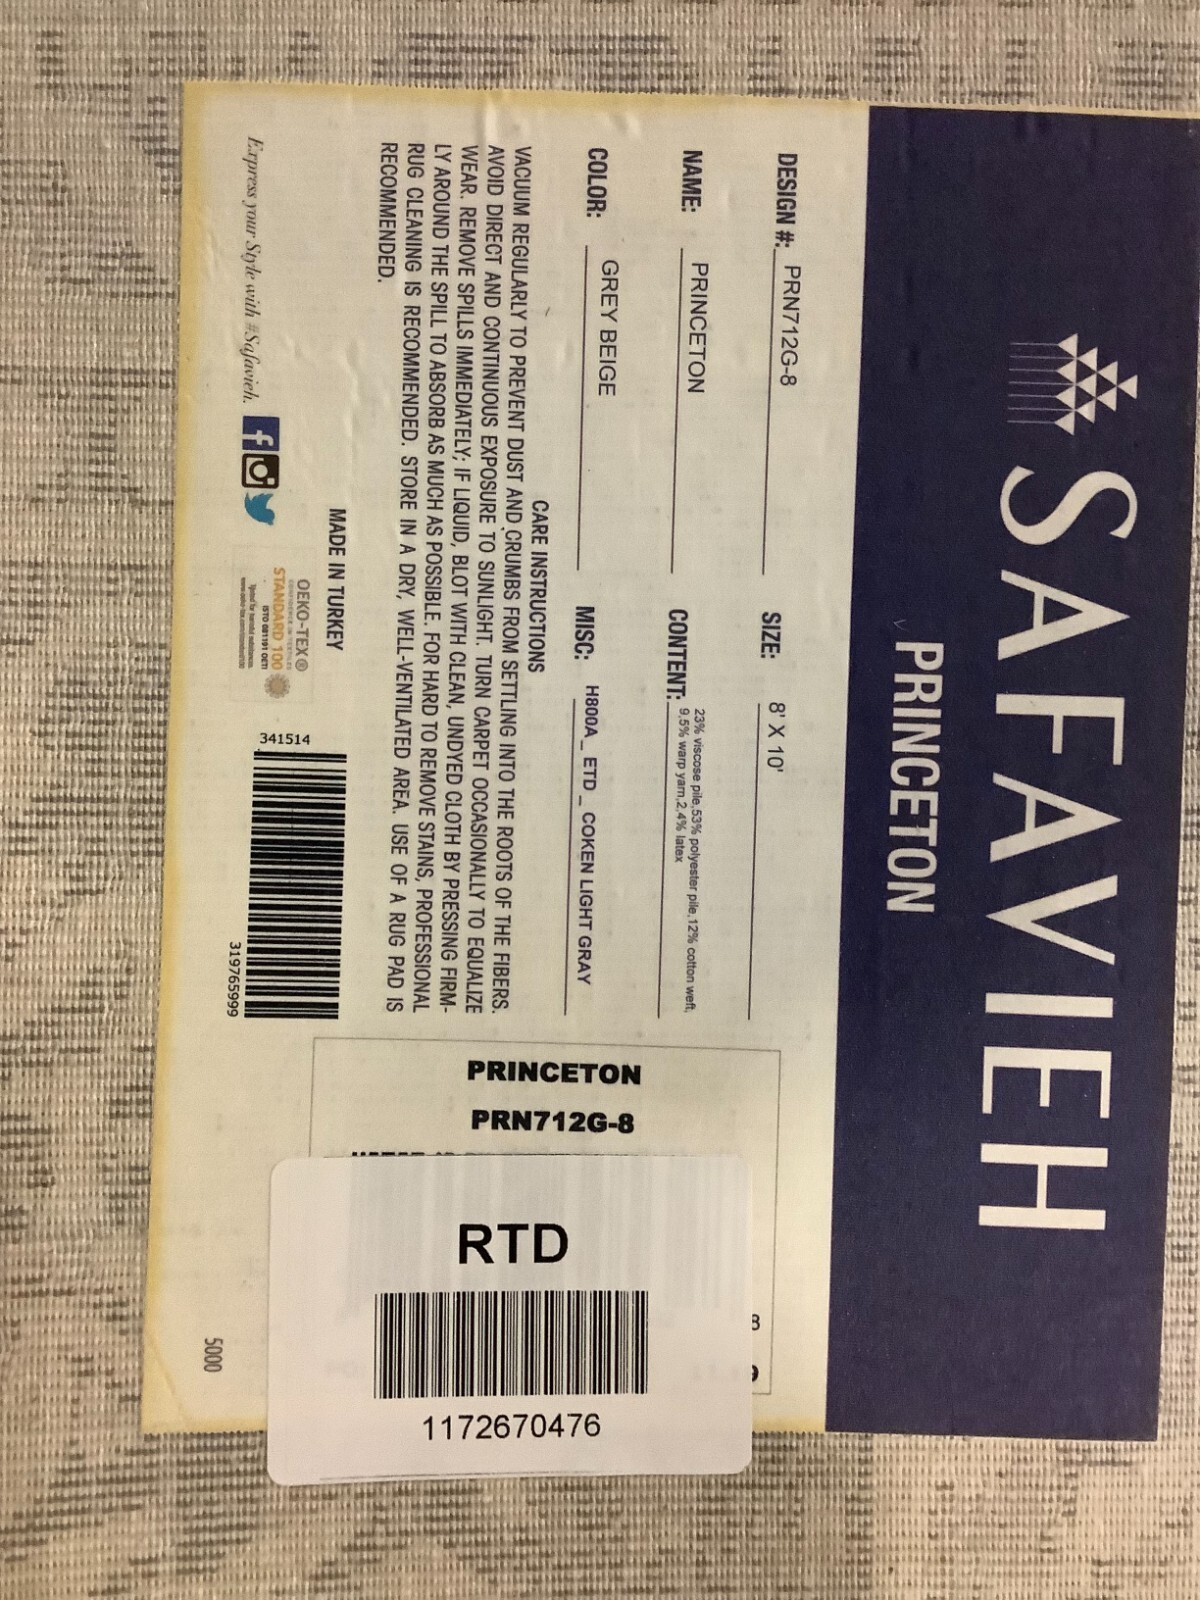 SAFAVIEH
PRINCETON
DESIGN #: PRN712G-8
SIZE: 8' X 10'
NAME: PRINCETON
CONTENT: 23% viscose pile,53% polyester pile,12% cotton weft,
9,5% warp yarn,2,4% latex
COLOR: GREY BEIGE
MISC: H800A_ ETD _ COKEN LIGHT GRAY
CARE INSTRUCTIONS
VACUUM REGULARLY TO PREVENT DUST AND CRUMBS FROM SETTLING INTO THE ROOTS OF THE FIBERS.
AVOID DIRECT AND CONTINUOUS EXPOSURE TO SUNLIGHT. TURN CARPET OCCASIONALLY TO EQUALIZE
WEAR. REMOVE SPILLS IMMEDIATELY; IF LIQUID, BLOT WITH CLEAN, UNDYED CLOTH BY PRESSING FIRM-
LY AROUND THE SPILL TO ABSORB AS MUCH AS POSSIBLE. FOR HARD TO REMOVE STAINS, PROFESSIONAL
RUG CLEANING IS RECOMMENDED. STORE IN A DRY, WELL-VENTILATED AREA. USE OF A RUG PAD IS
RECOMMENDED.
MADE IN TURKEY
Express your Style with #Safavieh.
OEKO-TEX®
CONFIDENCE IN TEXTILES
STANDARD 100
341514
319765999
5000
PRINCETON
PRN712G-8
8
RTD
1172670476